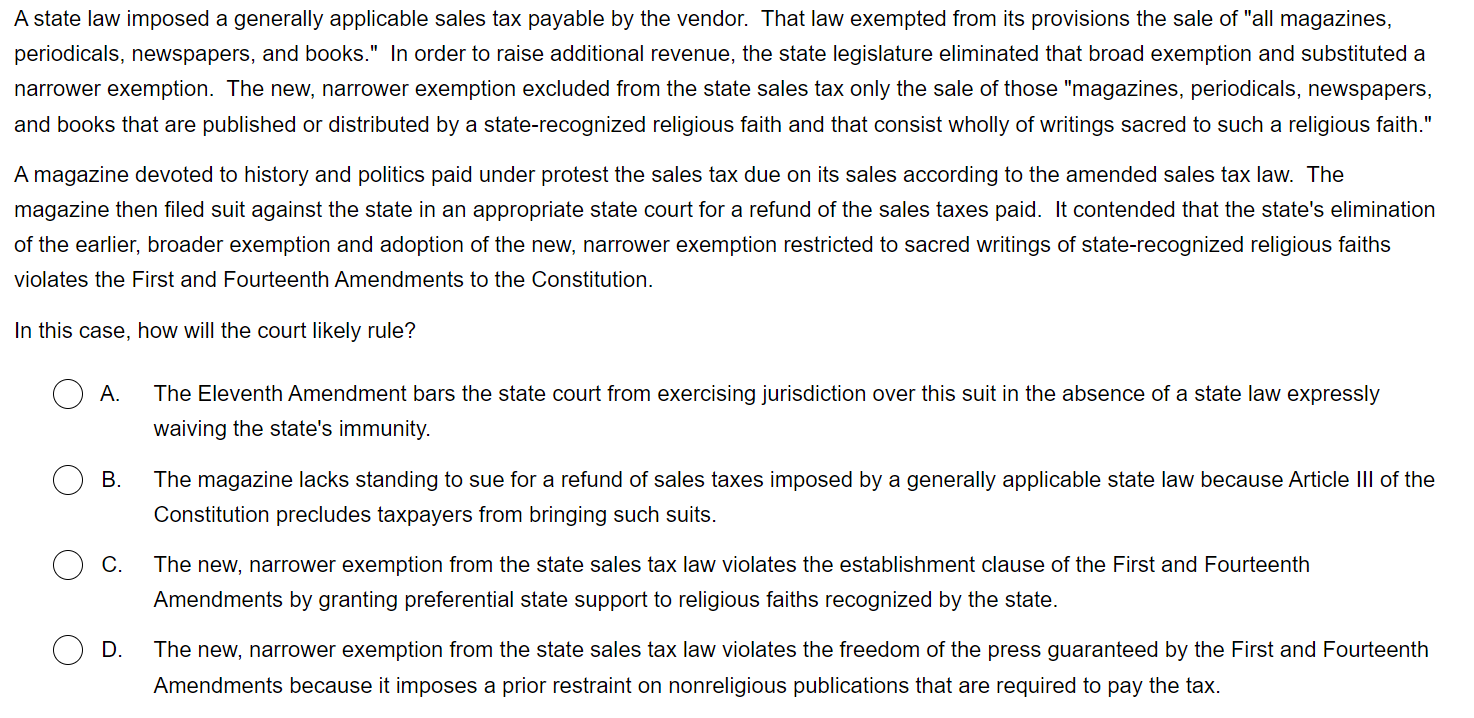 A state law imposed a generally applicable sales tax payable by the vendor.  That law exempted from its provisions the sale of "all magazines,
periodicals, newspapers, and books."  In order to raise additional revenue, the state legislature eliminated that broad exemption and substituted a
narrower exemption.  The new, narrower exemption excluded from the state sales tax only the sale of those "magazines, periodicals, newspapers,
and books that are published or distributed by a state-recognized religious faith and that consist wholly of writings sacred to such a religious faith."
A magazine devoted to history and politics paid under protest the sales tax due on its sales according to the amended sales tax law.  The
magazine then filed suit against the state in an appropriate state court for a refund of the sales taxes paid.  It contended that the state's elimination
of the earlier, broader exemption and adoption of the new, narrower exemption restricted to sacred writings of state-recognized religious faiths
violates the First and Fourteenth Amendments to the Constitution.
In this case, how will the court likely rule?
A. The Eleventh Amendment bars the state court from exercising jurisdiction over this suit in the absence of a state law expressly
waiving the state's immunity.
B. The magazine lacks standing to sue for a refund of sales taxes imposed by a generally applicable state law because Article III of the
Constitution precludes taxpayers from bringing such suits.
C. The new, narrower exemption from the state sales tax law violates the establishment clause of the First and Fourteenth
Amendments by granting preferential state support to religious faiths recognized by the state.
D. The new, narrower exemption from the state sales tax law violates the freedom of the press guaranteed by the First and Fourteenth
Amendments because it imposes a prior restraint on nonreligious publications that are required to pay the tax.